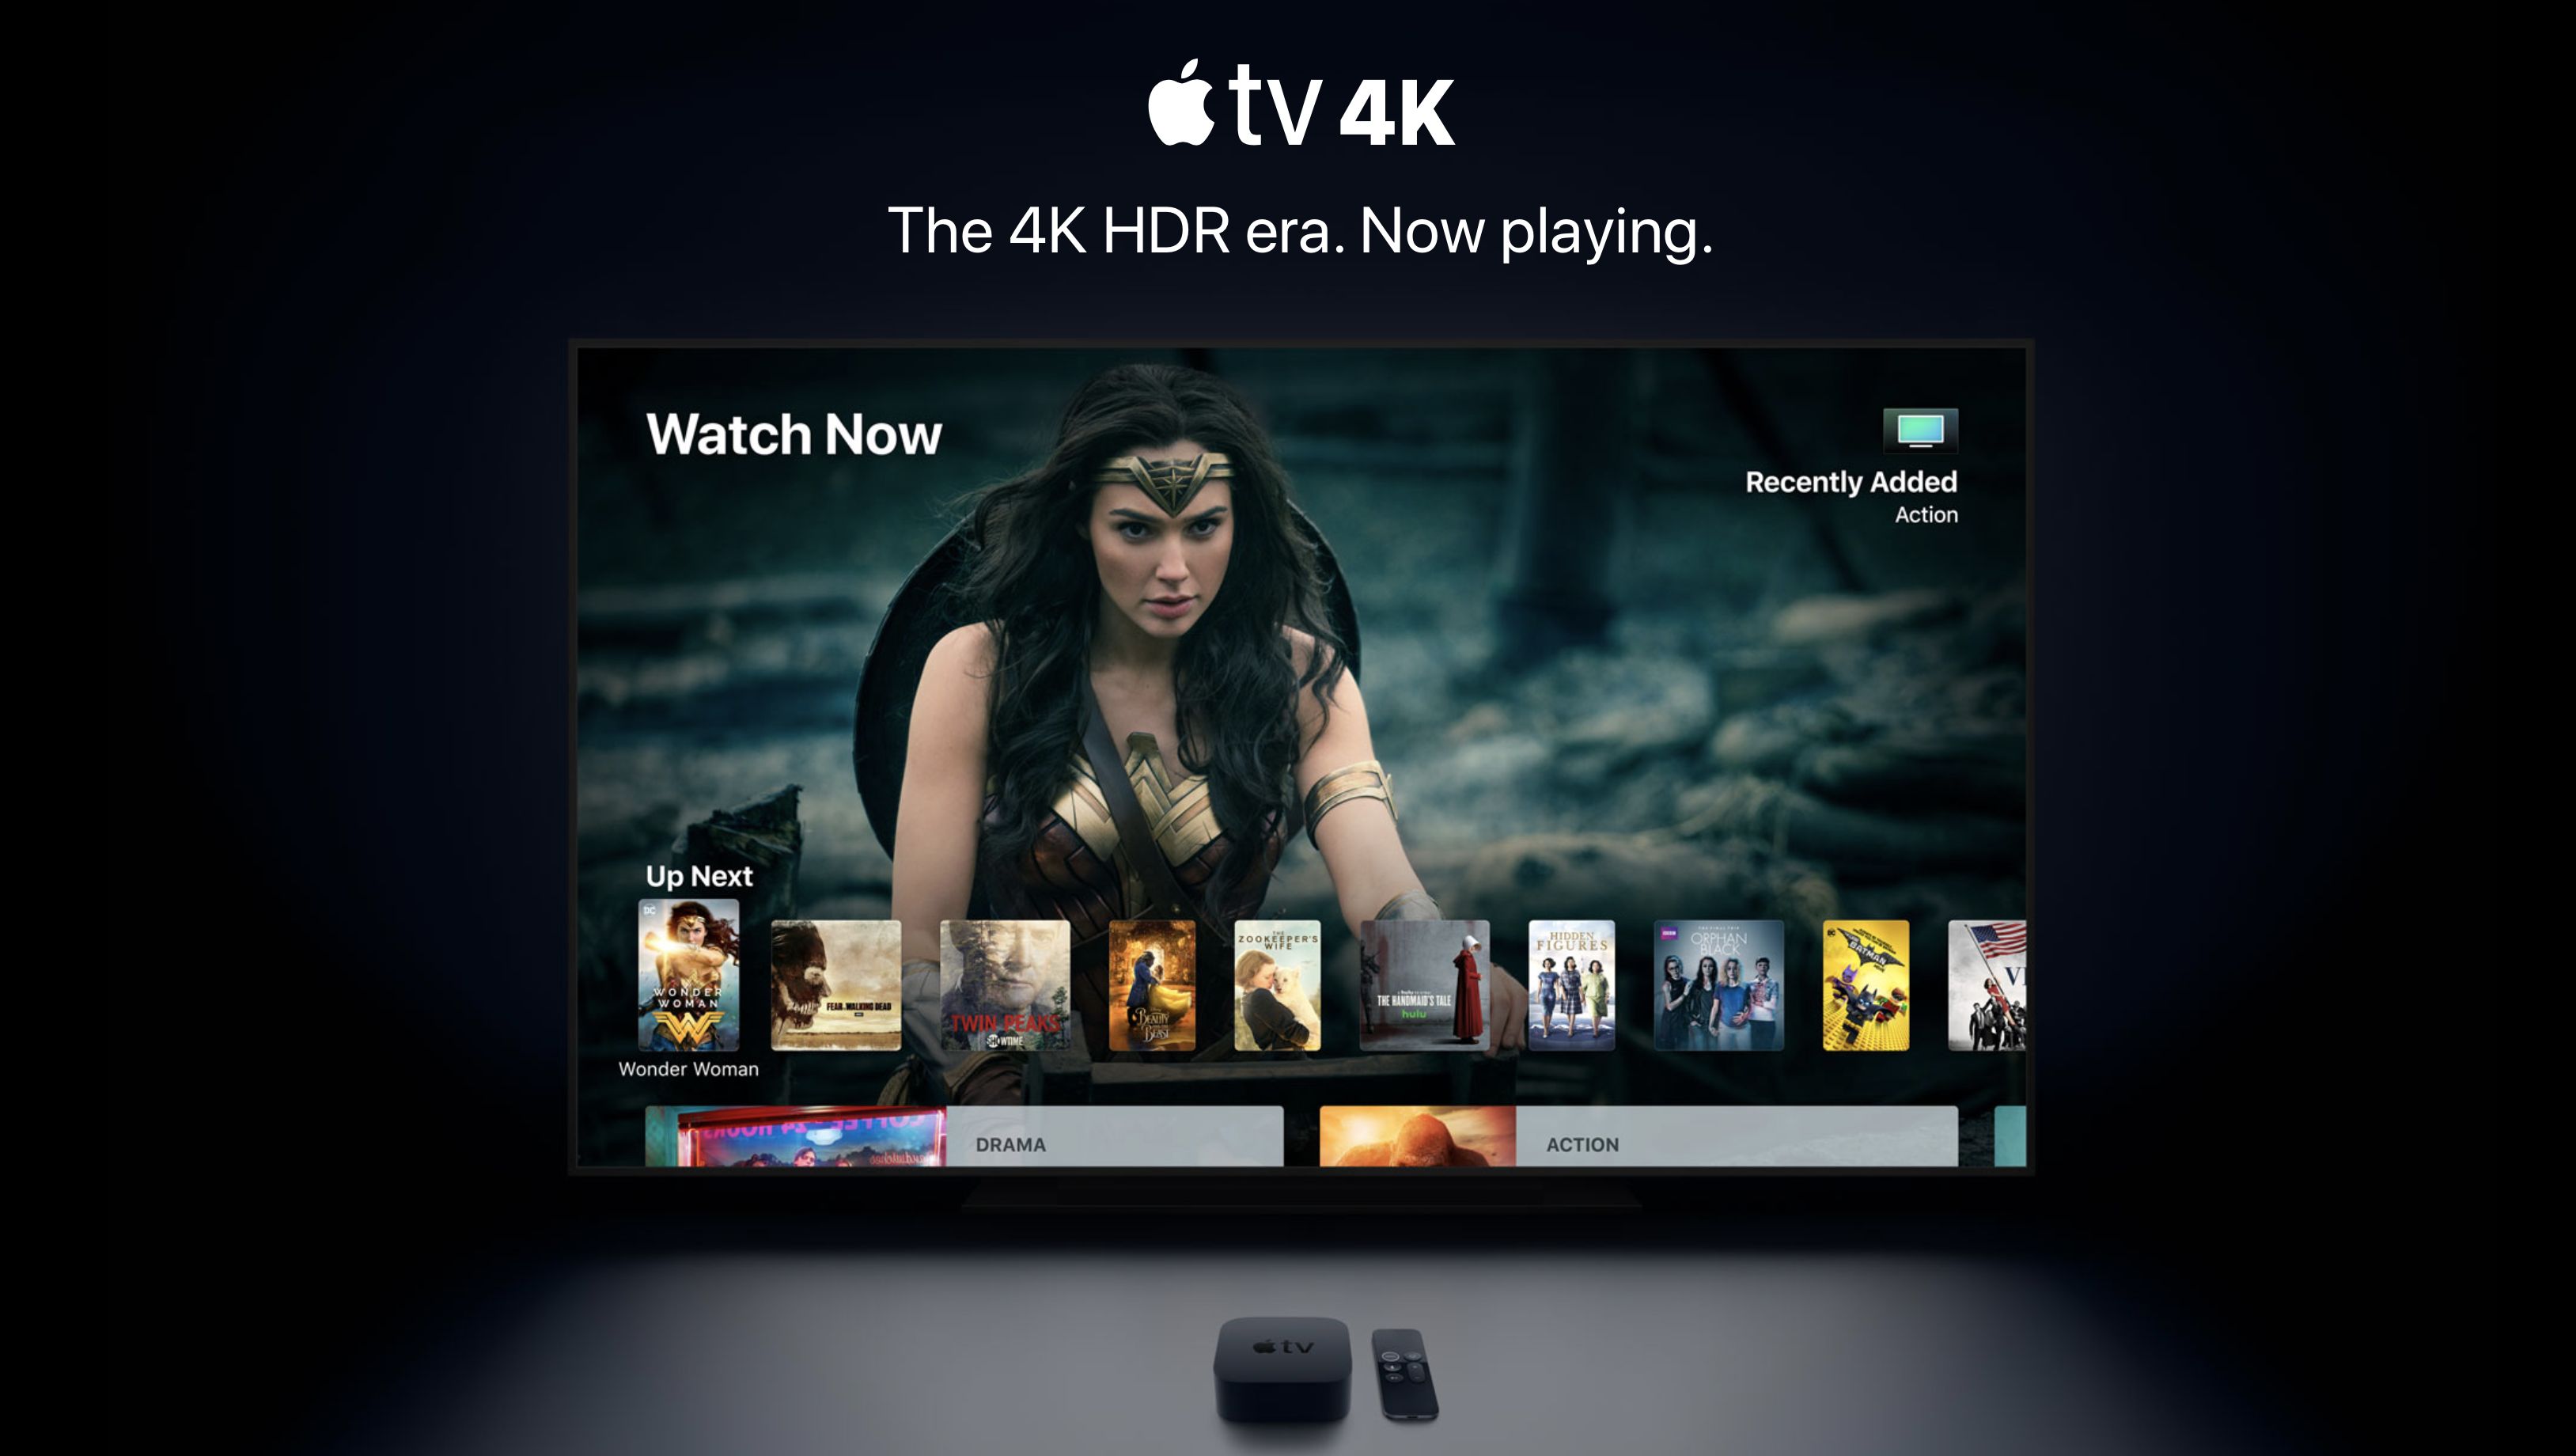 tv 4K
The 4K HDR era. Now playing.
Watch Now
Recently Added
Action
Up Next
DC
WONDER
WOMAN
FEAR THE WALKING DEAD
TWIN PEAKS
SHOWTIME
BEAUTY
BEAST
THE
ZOOKEEPER'S
WIFE
THE HANDMAID'S TALE
hulu
HIDDEN
FIGURES
BBC
ORPHAN
BLACK
BATMAN
V
Wonder Woman
DRAMA
ACTION
tv